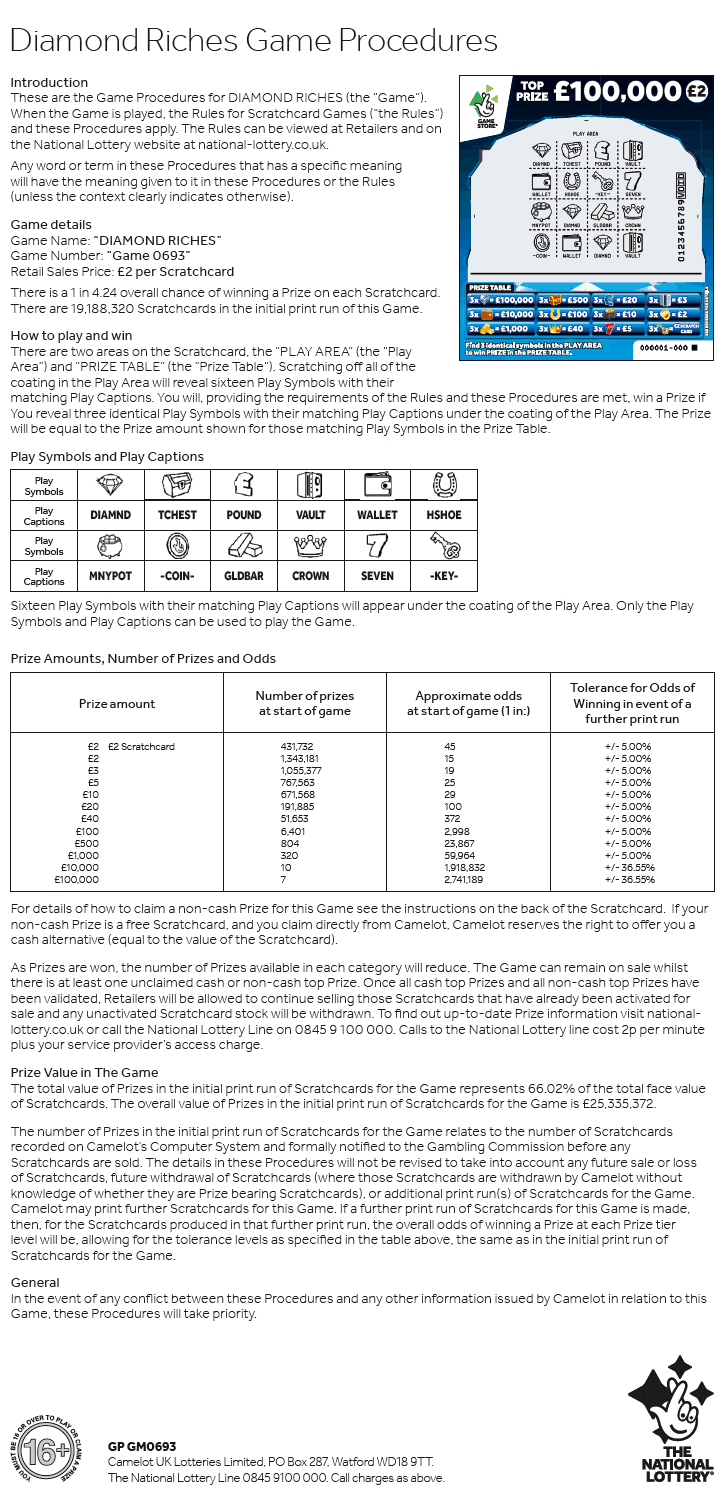 Diamond Riches Game Procedures
Introduction
These are the Game Procedures for DIAMOND RICHES (the “Game”).
When the Game is played, the Rules for Scratchcard Games (“the Rules”)
and these Procedures apply. The Rules can be viewed at Retailers and on
the National Lottery website at national-lottery.co.uk.
Any word or term in these Procedures that has a specific meaning
will have the meaning given to it in these Procedures or the Rules
(unless the context clearly indicates otherwise).
Game details
Game Name: “DIAMOND RICHES”
Game Number: “Game 0693”
Retail Sales Price: £2 per Scratchcard
There is a 1 in 4.24 overall chance of winning a Prize on each Scratchcard.
There are 19,188,320 Scratchcards in the initial print run of this Game.
GAME
STORE
TOP
PRIZE £100,000 £2
PLAY AREA
DIAMND TCHEST POUND VAULT
WALLET HSHOE -KEY- SEVEN
MNYPOT DIAMND GLDBAR CROWN
-COIN- WALLET DIAMND VAULT
0123456789VOID
PRIZE TABLE
3x = £100,000 3x = £500 3x = £20 3x = £3
3x = £10,000 3x = £100 3x = £10 3x = £2
3x = £1,000 3x = £40 3x = £5 3x = £2 SCRATCH CARD
Find 3 identical symbols in the PLAY AREA
to win PRIZE in the PRIZE TABLE.
000001-000
How to play and win
There are two areas on the Scratchcard, the “PLAY AREA” (the “Play
Area”) and “PRIZE TABLE” (the “Prize Table”). Scratching off all of the
coating in the Play Area will reveal sixteen Play Symbols with their
matching Play Captions. You will, providing the requirements of the Rules and these Procedures are met, win a Prize if
You reveal three identical Play Symbols with their matching Play Captions under the coating of the Play Area. The Prize
will be equal to the Prize amount shown for those matching Play Symbols in the Prize Table.
Play Symbols and Play Captions
Play
Symbols
Play
Captions DIAMND TCHEST POUND VAULT WALLET HSHOE
Play
Symbols
Play
Captions MNYPOT -COIN- GLDBAR CROWN SEVEN -KEY-
Sixteen Play Symbols with their matching Play Captions will appear under the coating of the Play Area. Only the Play
Symbols and Play Captions can be used to play the Game.
Prize Amounts, Number of Prizes and Odds
Prize amount
Number of prizes
at start of game
Approximate odds
at start of game (1 in:)
Tolerance for Odds of
Winning in event of a
further print run
£2 £2 Scratchcard 431,732 45 +/- 5.00%
£2 1,343,181 15 +/- 5.00%
£3 1,055,377 19 +/- 5.00%
£5 767,563 25 +/- 5.00%
£10 671,568 29 +/- 5.00%
£20 191,885 100 +/- 5.00%
£40 51,653 372 +/- 5.00%
£100 6,401 2,998 +/- 5.00%
£500 804 23,867 +/- 5.00%
£1,000 320 59,964 +/- 5.00%
£10,000 10 1,918,832 +/- 36.55%
£100,000 7 2,741,189 +/- 36.55%
For details of how to claim a non-cash Prize for this Game see the instructions on the back of the Scratchcard. If your
non-cash Prize is a free Scratchcard, and you claim directly from Camelot, Camelot reserves the right to offer you a
cash alternative (equal to the value of the Scratchcard).
As Prizes are won, the number of Prizes available in each category will reduce. The Game can remain on sale whilst
there is at least one unclaimed cash or non-cash top Prize. Once all cash top Prizes and all non-cash top Prizes have
been validated, Retailers will be allowed to continue selling those Scratchcards that have already been activated for
sale and any unactivated Scratchcard stock will be withdrawn. To find out up-to-date Prize information visit national-
lottery.co.uk or call the National Lottery Line on 0845 9 100 000. Calls to the National Lottery line cost 2p per minute
plus your service provider’s access charge.
Prize Value in The Game
The total value of Prizes in the initial print run of Scratchcards for the Game represents 66.02% of the total face value
of Scratchcards. The overall value of Prizes in the initial print run of Scratchcards for the Game is £25,335,372.
The number of Prizes in the initial print run of Scratchcards for the Game relates to the number of Scratchcards
recorded on Camelot’s Computer System and formally notified to the Gambling Commission before any
Scratchcards are sold. The details in these Procedures will not be revised to take into account any future sale or loss
of Scratchcards, future withdrawal of Scratchcards (where those Scratchcards are withdrawn by Camelot without
knowledge of whether they are Prize bearing Scratchcards), or additional print run(s) of Scratchcards for the Game.
Camelot may print further Scratchcards for this Game. If a further print run of Scratchcards for this Game is made,
then, for the Scratchcards produced in that further print run, the overall odds of winning a Prize at each Prize tier
level will be, allowing for the tolerance levels as specified in the table above, the same as in the initial print run of
Scratchcards for the Game.
General
In the event of any conflict between these Procedures and any other information issued by Camelot in relation to this
Game, these Procedures will take priority.
YOU MUST BE 16 OR OVER TO PLAY OR CLAIM A PRIZE
16+
GP GM0693
Camelot UK Lotteries Limited, PO Box 287, Watford WD18 9TT.
The National Lottery Line 0845 9100 000. Call charges as above.
THE
NATIONAL
LOTTERY®